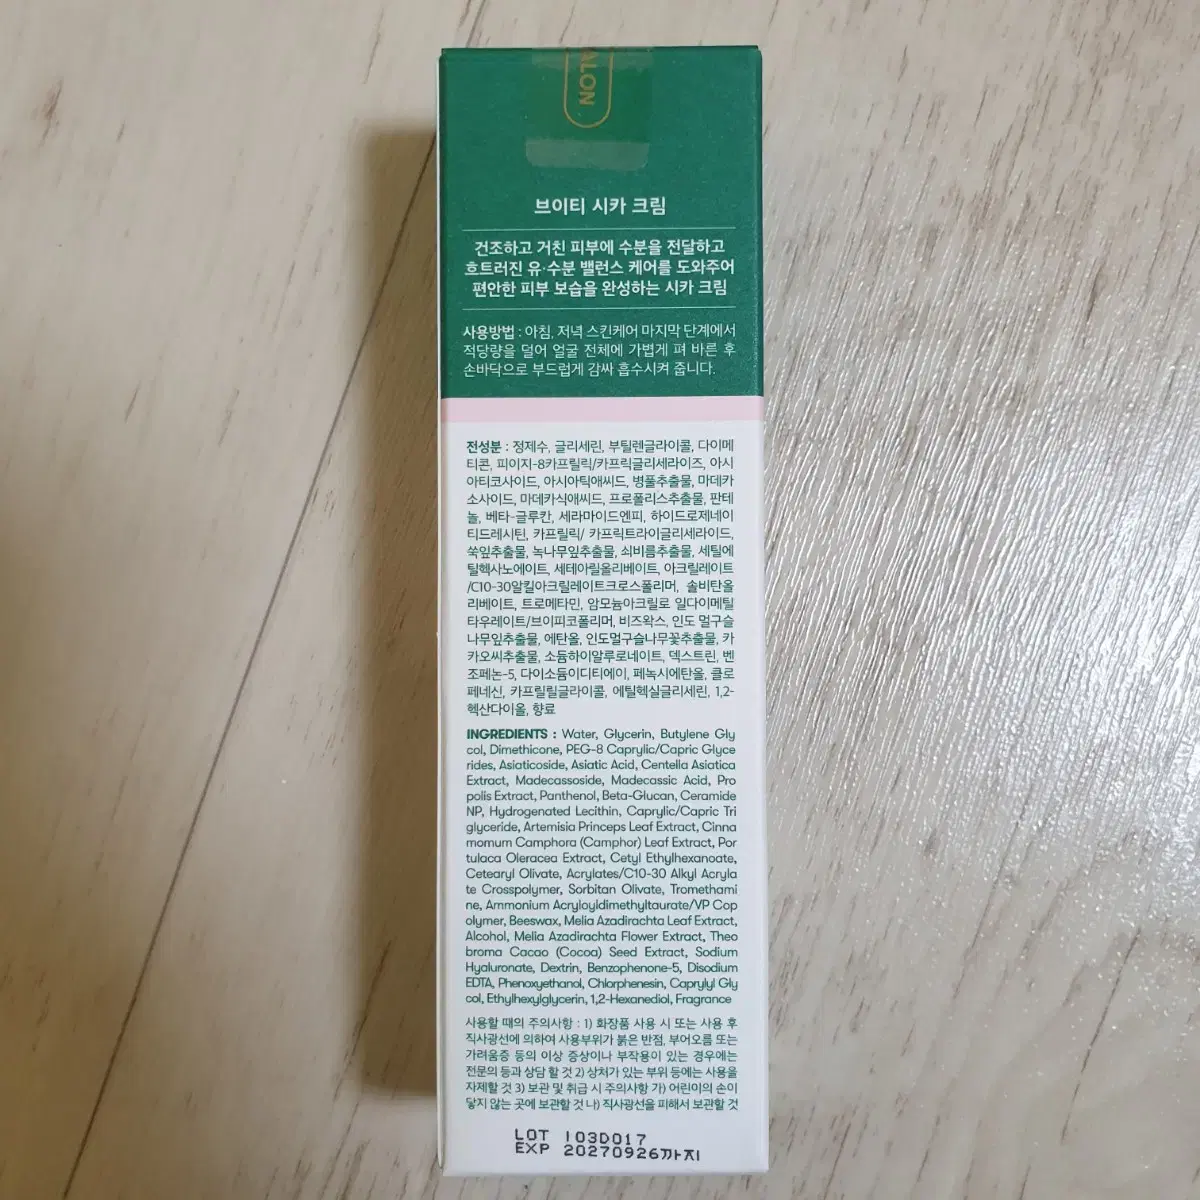 ALON
브이티 시카 크림
건조하고 거친 피부에 수분을 전달하고
흐트러진 유·수분 밸런스 케어를 도와주어
편안한 피부 보습을 완성하는 시카 크림
사용방법 : 아침, 저녁 스킨케어 마지막 단계에서
적당량을 덜어 얼굴 전체에 가볍게 펴 바른 후
손바닥으로 부드럽게 감싸 흡수시켜 줍니다.
전성분 : 정제수, 글리세린, 부틸렌글라이콜, 다이메
티콘, 피이지-8카프릴릭/카프릭글리세라이즈, 아시
아티코사이드, 아시아틱애씨드, 병풀추출물, 마데카
소사이드, 마데카식애씨드, 프로폴리스추출물, 판테
놀, 베타-글루칸, 세라마이드엔피, 하이드로제네이
티드레시틴, 카프릴릭/ 카프릭트라이글리세라이드,
쑥잎추출물, 녹나무잎추출물, 쇠비름추출물, 세틸에
틸헥사노에이트, 세테아릴올리베이트, 아크릴레이트
/C10-30알킬아크릴레이트크로스폴리머, 솔비탄올
리베이트, 트로메타민, 암모늄아크릴로 일다이메틸
타우레이트/브이피코폴리머, 비즈왁스, 인도 멀구슬
나무잎추출물, 에탄올, 인도멀구슬나무꽃추출물, 카
카오씨추출물, 소듐하이알루로네이트, 덱스트린, 벤
조페논-5, 다이소듐이디티에이, 페녹시에탄올, 클로
페네신, 카프릴릴글라이콜, 에틸헥실글리세린, 1,2-
헥산다이올, 향료
INGREDIENTS : Water, Glycerin, Butylene Gly
col, Dimethicone, PEG-8 Caprylic/Capric Glyce
rides, Asiaticoside, Asiatic Acid, Centella Asiatica
Extract, Madecassoside, Madecassic Acid, Pro
polis Extract, Panthenol, Beta-Glucan, Ceramide
NP, Hydrogenated Lecithin, Caprylic/Capric Tri
glyceride, Artemisia Princeps Leaf Extract, Cinna
momum Camphora (Camphor) Leaf Extract, Por
tulaca Oleracea Extract, Cetyl Ethylhexanoate,
Cetearyl Olivate, Acrylates/C10-30 Alkyl Acryla
te Crosspolymer, Sorbitan Olivate, Tromethami
ne, Ammonium Acryloyldimethyltaurate/VP Cop
olymer, Beeswax, Melia Azadirachta Leaf Extract,
Alcohol, Melia Azadirachta Flower Extract, Theo
broma Cacao (Cocoa) Seed Extract, Sodium
Hyaluronate, Dextrin, Benzophenone-5, Disodium
EDTA, Phenoxyethanol, Chlorphenesin, Caprylyl Gly
col, Ethylhexylglycerin, 1,2-Hexanediol, Fragrance
사용할 때의 주의사항 : 1) 화장품 사용 시 또는 사용 후
직사광선에 의하여 사용부위가 붉은 반점, 부어오름 또는
가려움증 등의 이상 증상이나 부작용이 있는 경우에는
전문의 등과 상담 할 것 2) 상처가 있는 부위 등에는 사용을
자제할 것 3) 보관 및 취급 시 주의사항 가) 어린이의 손이
닿지 않는 곳에 보관할 것 나) 직사광선을 피해서 보관할 것
LOT I03D017
EXP 20270926까지